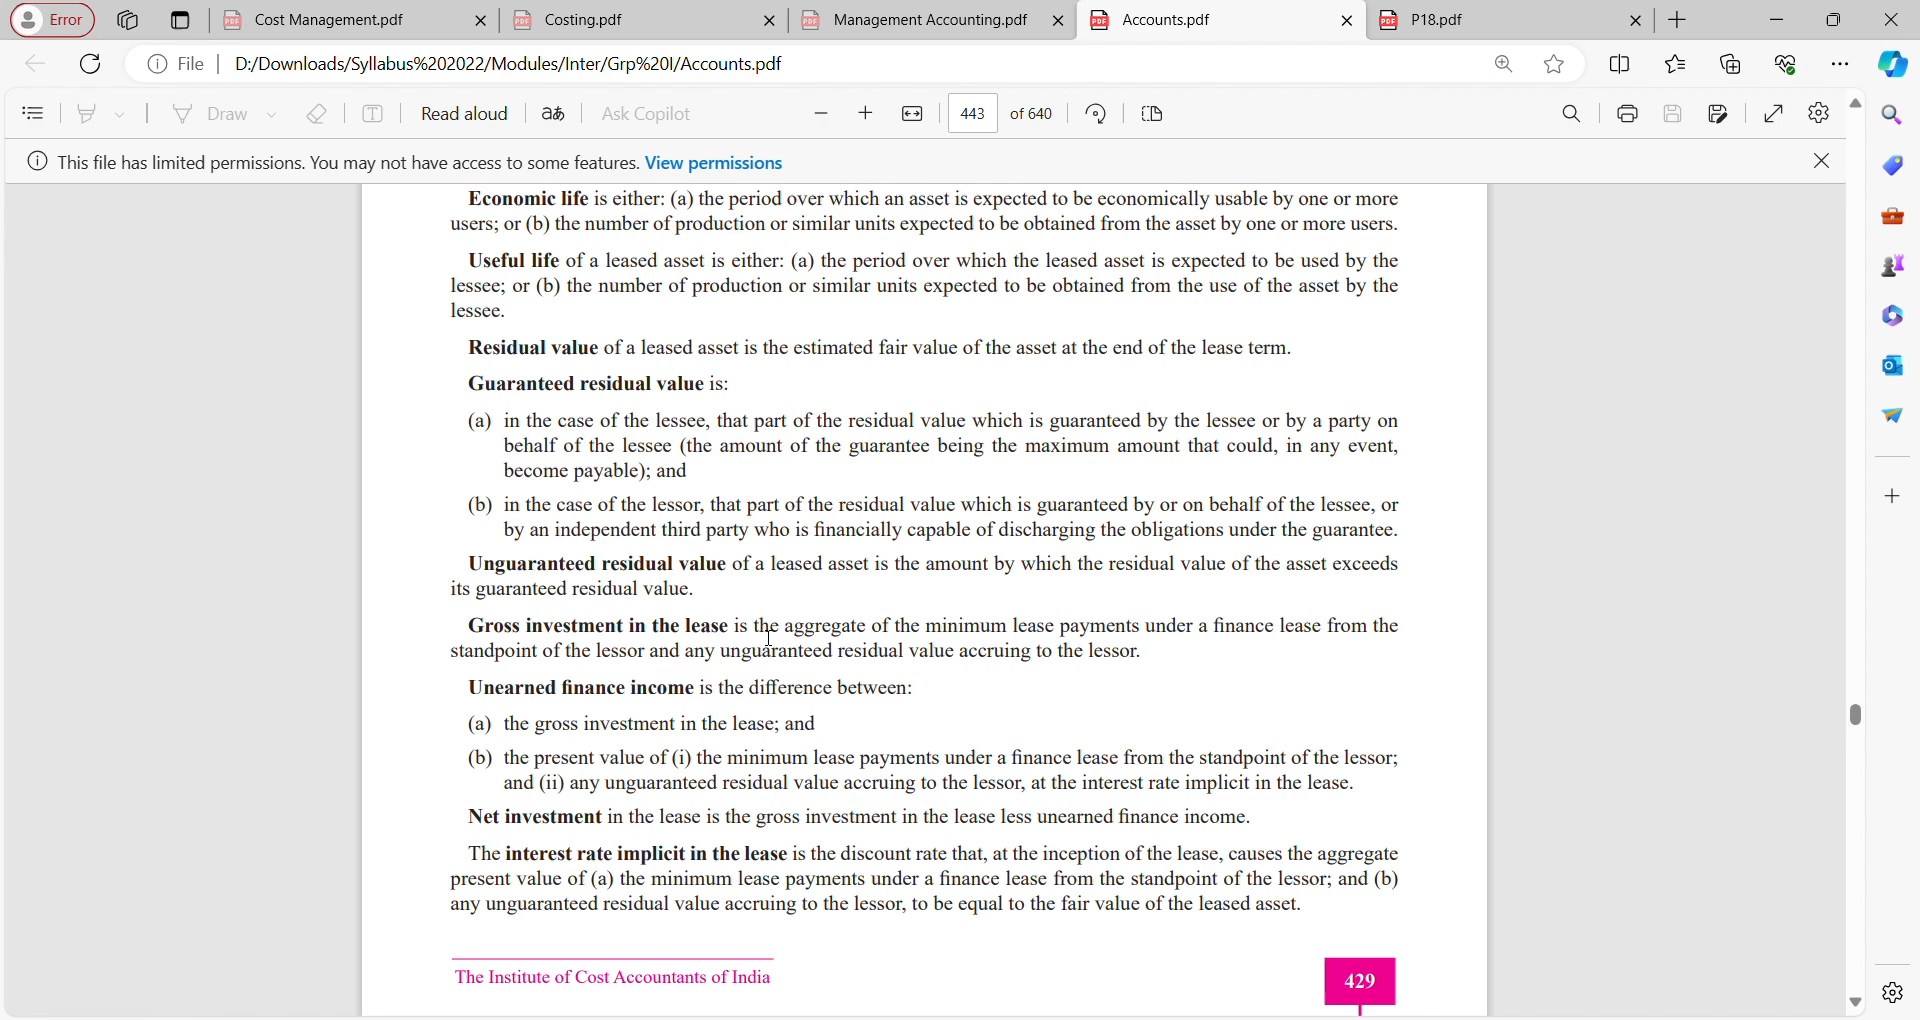 Error
Cost Management.pdf
Costing.pdf
Management Accounting.pdf
Accounts.pdf
P18.pdf
File
D:/Downloads/Syllabus%202022/Modules/Inter/Grp%20I/Accounts.pdf
Draw
Read aloud
aあ
Ask Copilot
443 of 640
This file has limited permissions. You may not have access to some features. View permissions
Economic life is either: (a) the period over which an asset is expected to be economically usable by one or more
users; or (b) the number of production or similar units expected to be obtained from the asset by one or more users.
Useful life of a leased asset is either: (a) the period over which the leased asset is expected to be used by the
lessee; or (b) the number of production or similar units expected to be obtained from the use of the asset by the
lessee.
Residual value of a leased asset is the estimated fair value of the asset at the end of the lease term.
Guaranteed residual value is:
(a) in the case of the lessee, that part of the residual value which is guaranteed by the lessee or by a party on
behalf of the lessee (the amount of the guarantee being the maximum amount that could, in any event,
become payable); and
(b) in the case of the lessor, that part of the residual value which is guaranteed by or on behalf of the lessee, or
by an independent third party who is financially capable of discharging the obligations under the guarantee.
Unguaranteed residual value of a leased asset is the amount by which the residual value of the asset exceeds
its guaranteed residual value.
Gross investment in the lease is the aggregate of the minimum lease payments under a finance lease from the
standpoint of the lessor and any unguaranteed residual value accruing to the lessor.
Unearned finance income is the difference between:
(a) the gross investment in the lease; and
(b) the present value of (i) the minimum lease payments under a finance lease from the standpoint of the lessor;
and (ii) any unguaranteed residual value accruing to the lessor, at the interest rate implicit in the lease.
Net investment in the lease is the gross investment in the lease less unearned finance income.
The interest rate implicit in the lease is the discount rate that, at the inception of the lease, causes the aggregate
present value of (a) the minimum lease payments under a finance lease from the standpoint of the lessor; and (b)
any unguaranteed residual value accruing to the lessor, to be equal to the fair value of the leased asset.
The Institute of Cost Accountants of India
429